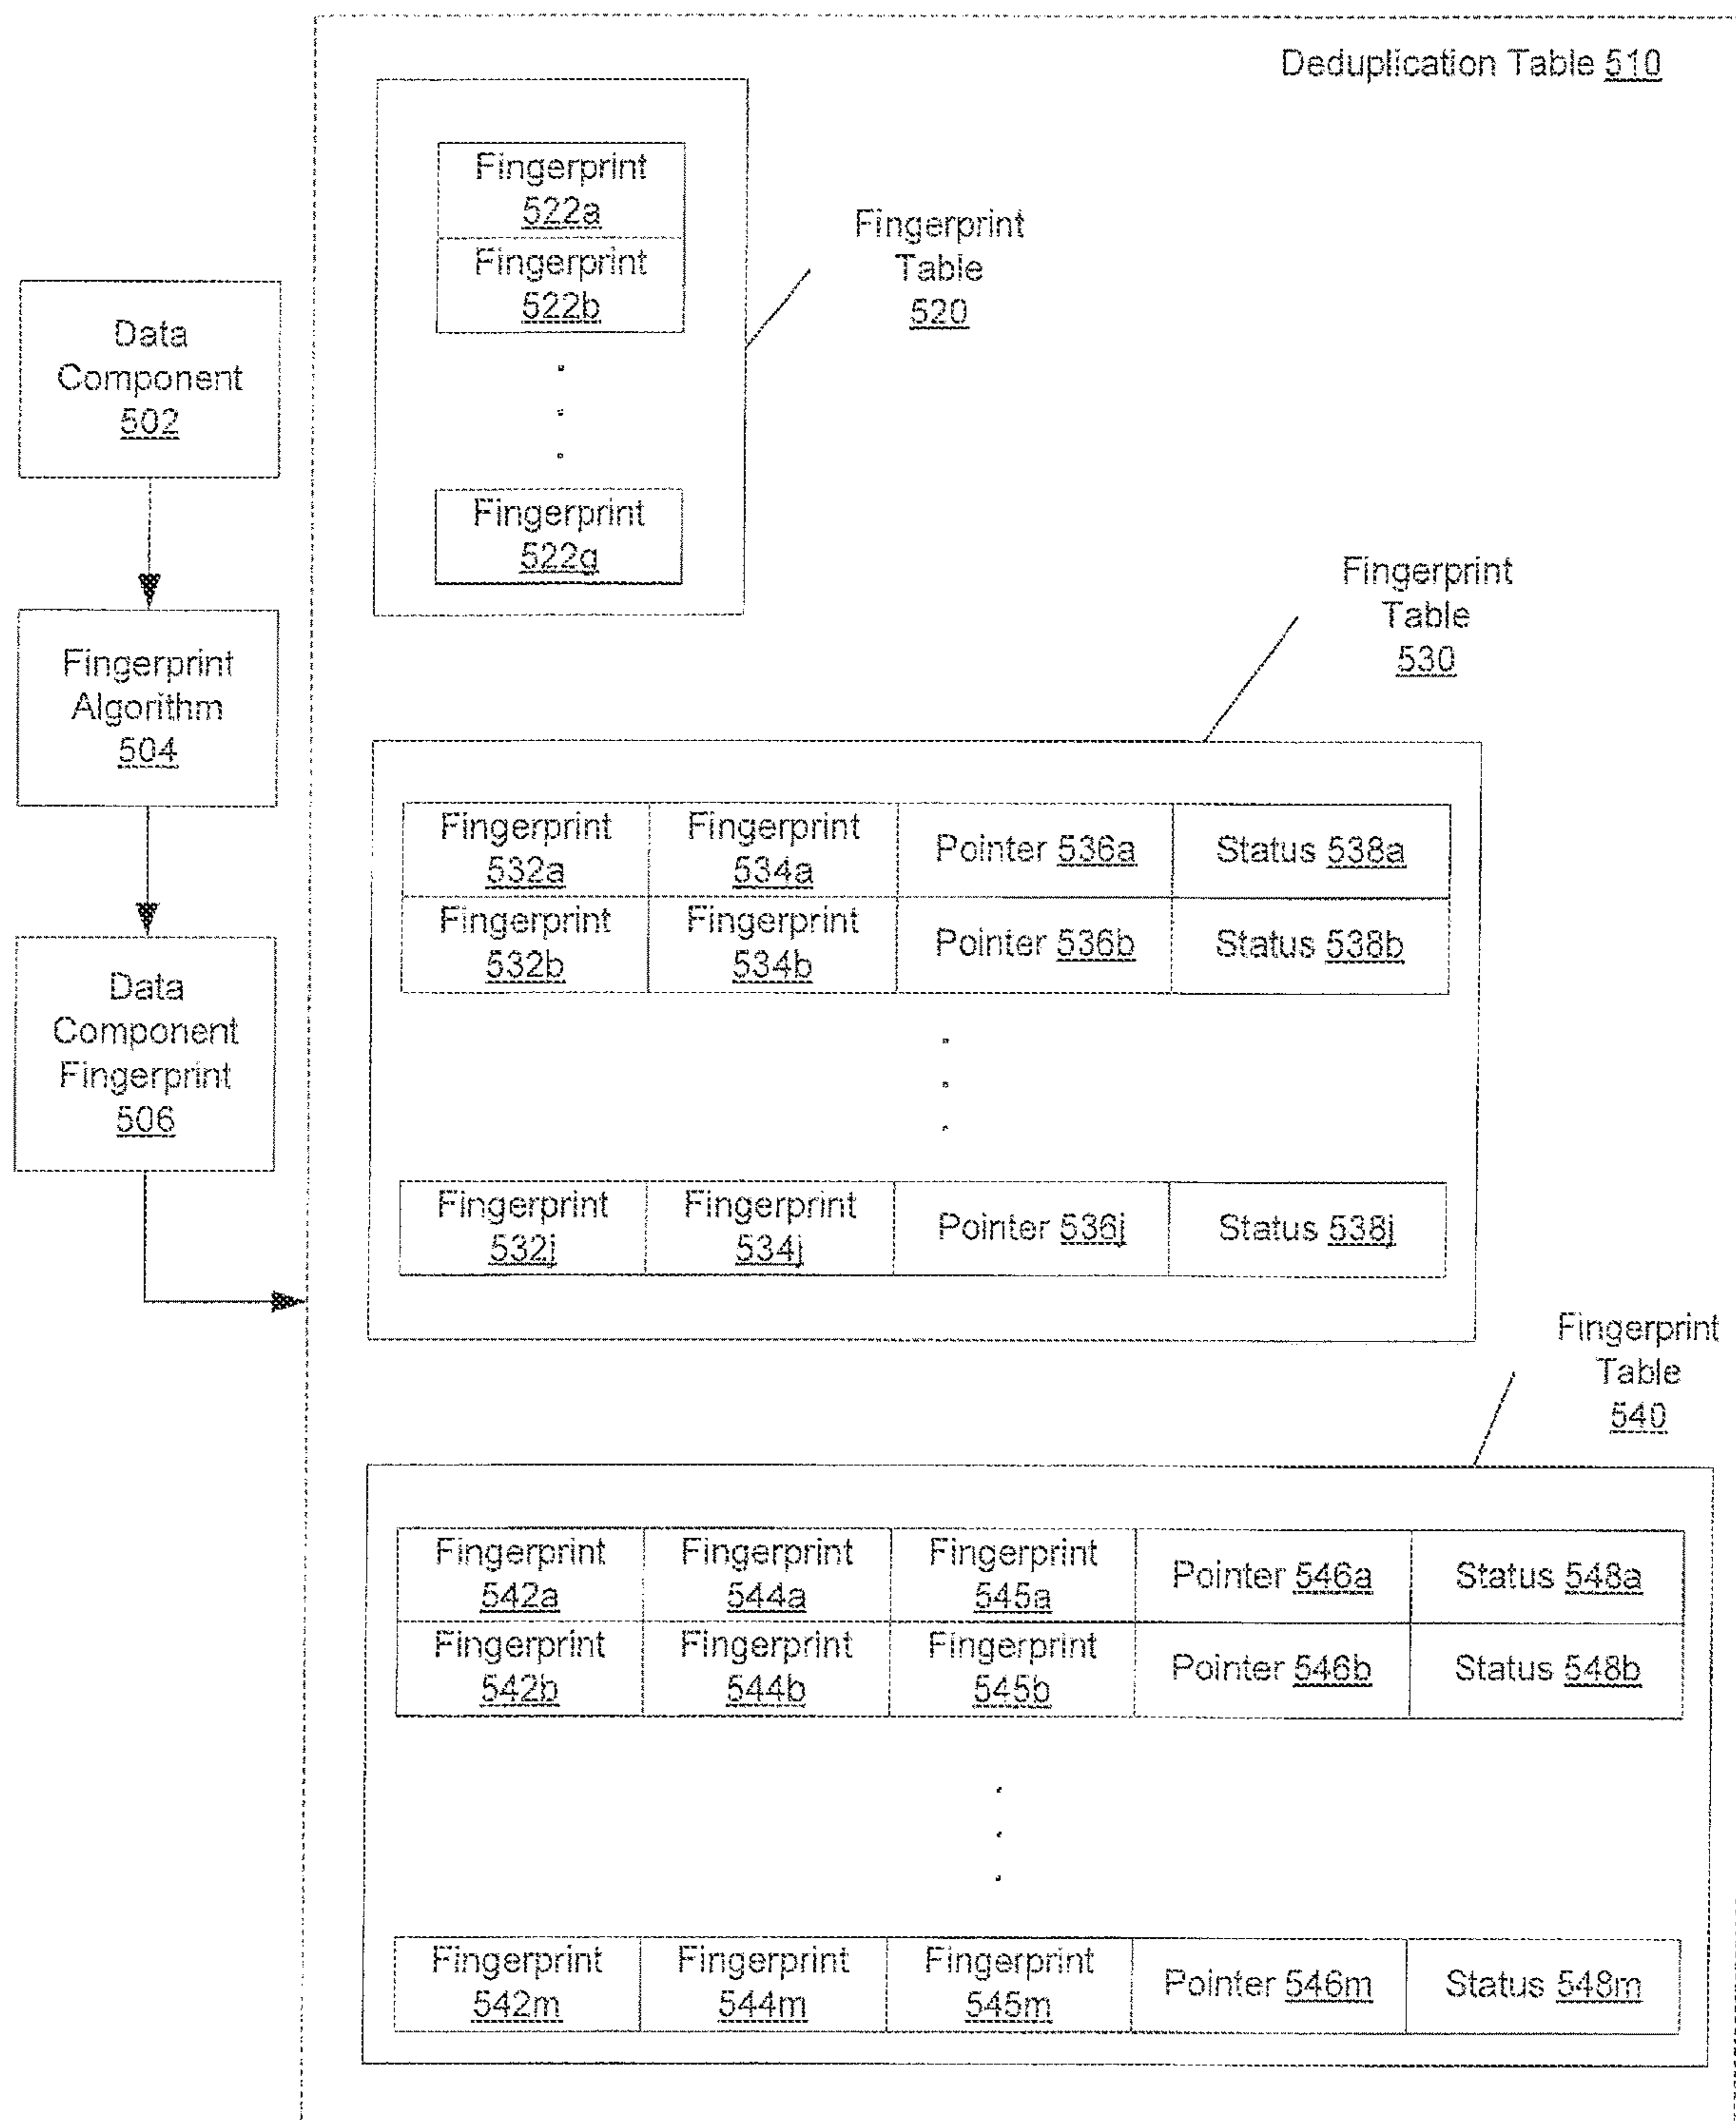 Deduplication Table 510
Fingerprint
522a
Fingerprint
522b
Fingerprint
522g
Fingerprint
Table
520
Data
Component
502
Fingerprint
Algorithm
504
Data
Component
Fingerprint
506
Fingerprint
Table
530
Fingerprint
532a
Fingerprint
534a
Pointer 536a
Status 538a
Fingerprint
532b
Fingerprint
534b
Pointer 536b
Status 538b
Fingerprint
532j
Fingerprint
534j
Pointer 536j
Status 538j
Fingerprint
Table
540
Fingerprint
542a
Fingerprint
544a
Fingerprint
545a
Pointer 546a
Status 548a
Fingerprint
542b
Fingerprint
544b
Fingerprint
545b
Pointer 546b
Status 548b
Fingerprint
542m
Fingerprint
544m
Fingerprint
545m
Pointer 546m
Status 548m